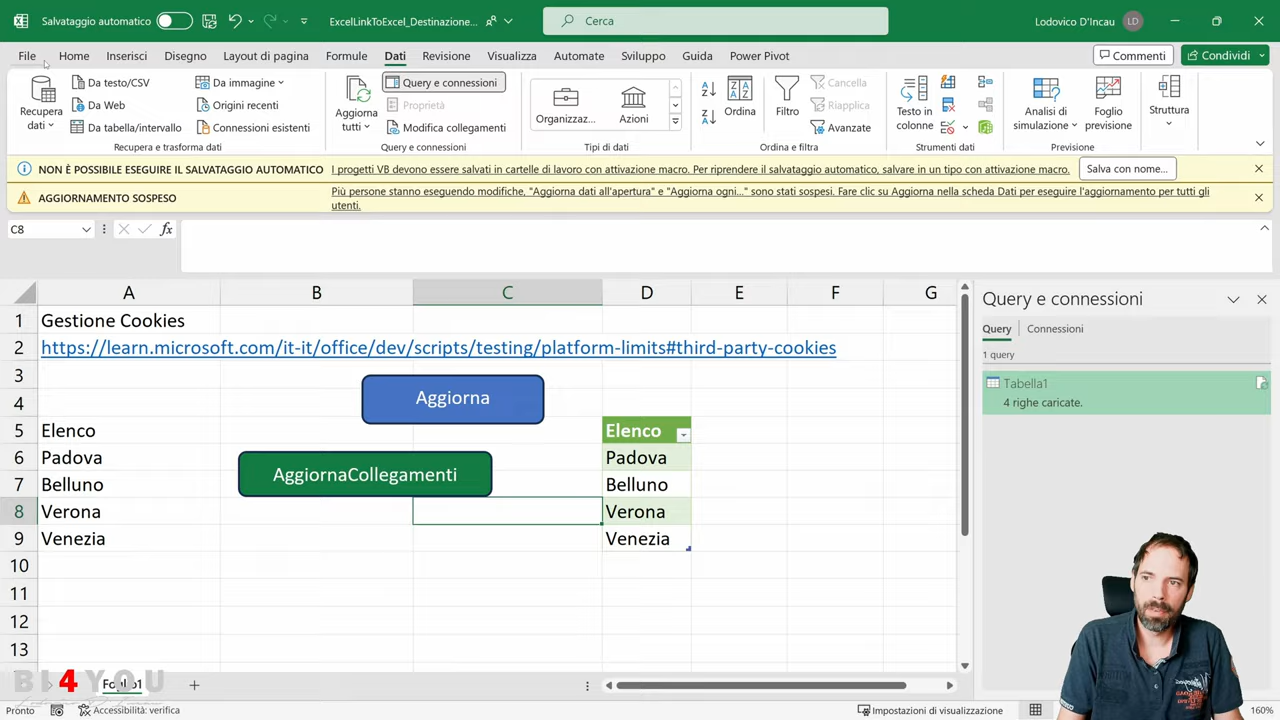 Salvataggio automatico
ExcelLinkToExcel_Destinazione...
Cerca
Lodovico D'Incau
LD
File
Home
Inserisci
Disegno
Layout di pagina
Formule
Dati
Revisione
Visualizza
Automate
Sviluppo
Guida
Power Pivot
Commenti
Condividi
Recupera dati
Da testo/CSV
Da Web
Da tabella/intervallo
Da immagine
Origini recenti
Connessioni esistenti
Recupera e trasforma dati
Aggiorna tutti
Query e connessioni
Proprietà
Modifica collegamenti
Query e connessioni
Organizzaz...
Azioni
Tipi di dati
Ordina
Filtro
Cancella
Riapplica
Avanzate
Ordina e filtra
Testo in colonne
Strumenti dati
Analisi di simulazione
Foglio previsione
Previsione
Struttura
NON È POSSIBILE ESEGUIRE IL SALVATAGGIO AUTOMATICO I progetti VB devono essere salvati in cartelle di lavoro con attivazione macro. Per riprendere il salvataggio automatico, salvare in un tipo con attivazione macro.
Salva con nome...
AGGIORNAMENTO SOSPESO Più persone stanno eseguendo modifiche, "Aggiorna dati all'apertura" e "Aggiorna ogni..." sono stati sospesi. Fare clic su Aggiorna nella scheda Dati per eseguire l'aggiornamento per tutti gli
utenti.
C8
fx
A B C D E F G
1 Gestione Cookies
2 https://learn.microsoft.com/it-it/office/dev/scripts/testing/platform-limits#third-party-cookies
3
4 Aggiorna
5 Elenco Elenco
6 Padova Padova
AggiornaCollegamenti
7 Belluno Belluno
8 Verona Verona
9 Venezia Venezia
10
11
12
13
Query e connessioni
Query
Connessioni
1 query
Tabella1
4 righe caricate.
BI4YOU
Foglio1
Pronto
Accessibilità: verifica
Impostazioni di visualizzazione
160%